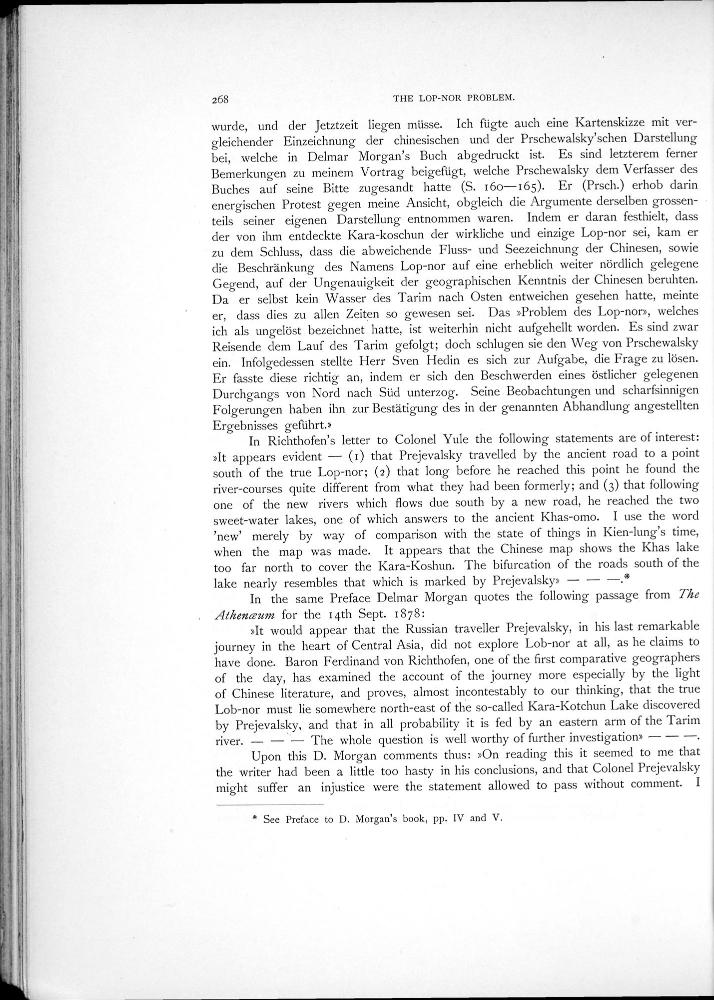 268 THE LOP-NOR PROBLEM.
wurde, und der Jetztzeit liegen müsse. Ich fügte auch eine Kartenskizze mit ver-
gleichender Einzeichnung der chinesischen und der Prschewalsky'schen Darstellung
bei, welche in Delmar Morgan's Buch abgedruckt ist. Es sind letzterem ferner
Bemerkungen zu meinem Vortrag beigefügt, welche Prschewalsky dem Verfasser des
Buches auf seine Bitte zugesandt hatte (S. 160—165). Er (Prsch.) erhob darin
energischen Protest gegen meine Ansicht, obgleich die Argumente derselben grossen-
teils seiner eigenen Darstellung entnommen waren. Indem er daran festhielt, dass
der von ihm entdeckte Kara-koschun der wirkliche und einzige Lop-nor sei, kam er
zu dem Schluss, dass die abweichende Fluss- und Seezeichnung der Chinesen, sowie
die Beschränkung des Namens Lop-nor auf eine erheblich weiter nördlich gelegene
Gegend, auf der Ungenauigkeit der geographischen Kenntnis der Chinesen beruhten.
Da er selbst kein Wasser des Tarim nach Osten entweichen gesehen hatte, meinte
er, dass dies zu allen Zeiten so gewesen sei. Das »Problem des Lop-nor», welches
ich als ungelöst bezeichnet hatte, ist weiterhin nicht aufgehellt worden. Es sind zwar
Reisende dem Lauf des Tarim gefolgt; doch schlugen sie den Weg von Prschewalsky
ein. Infolgedessen stellte Herr Sven Hedin es sich zur Aufgabe, die Frage zu lösen.
Er fasste diese richtig an, indem er sich den Beschwerden eines östlicher gelegenen
Durchgangs von Nord nach Süd unterzog. Seine Beobachtungen und scharfsinnigen
Folgerungen haben ihn zur Bestätigung des in der genannten Abhandlung angestellten
Ergebnisses geführt.»
In Richthofen's letter to Colonel Yule the following statements are of interest:
»It appears evident — (1) that Prejevalsky travelled by the ancient road to a point
south of the true Lop-nor; (2) that long before he reached this point he found the
river-courses quite different from what they had been formerly; and (3) that following
one of the new rivers which flows due south by a new road, he reached the two
sweet-water lakes, one of which answers to the ancient Khas-omo. I use the word
'new' merely by way of comparison with the state of things in Kien-lung's time,
when the map was made. It appears that the Chinese map shows the Khas lake
too far north to cover the Kara-Koshun. The bifurcation of the roads south of the
lake nearly resembles that which is marked by Prejevalsky» — — —.*
In the same Preface Delmar Morgan quotes the following passage from The
Athenæum for the 14th Sept. 1878:
»It would appear that the Russian traveller Prejevalsky, in his last remarkable
journey in the heart of Central Asia, did not explore Lob-nor at all, as he claims to
have done. Baron Ferdinand von Richthofen, one of the first comparative geographers
of the day, has examined the account of the journey more especially by the light
of Chinese literature, and proves, almost incontestably to our thinking, that the true
Lob-nor must lie somewhere north-east of the so-called Kara-Kotchun Lake discovered
by Prejevalsky, and that in all probability it is fed by an eastern arm of the Tarim
river. — — — The whole question is well worthy of further investigation» — — —.
Upon this D. Morgan comments thus: »On reading this it seemed to me that
the writer had been a little too hasty in his conclusions, and that Colonel Prejevalsky
might suffer an injustice were the statement allowed to pass without comment. I
* See Preface to D. Morgan's book, pp. IV and V.